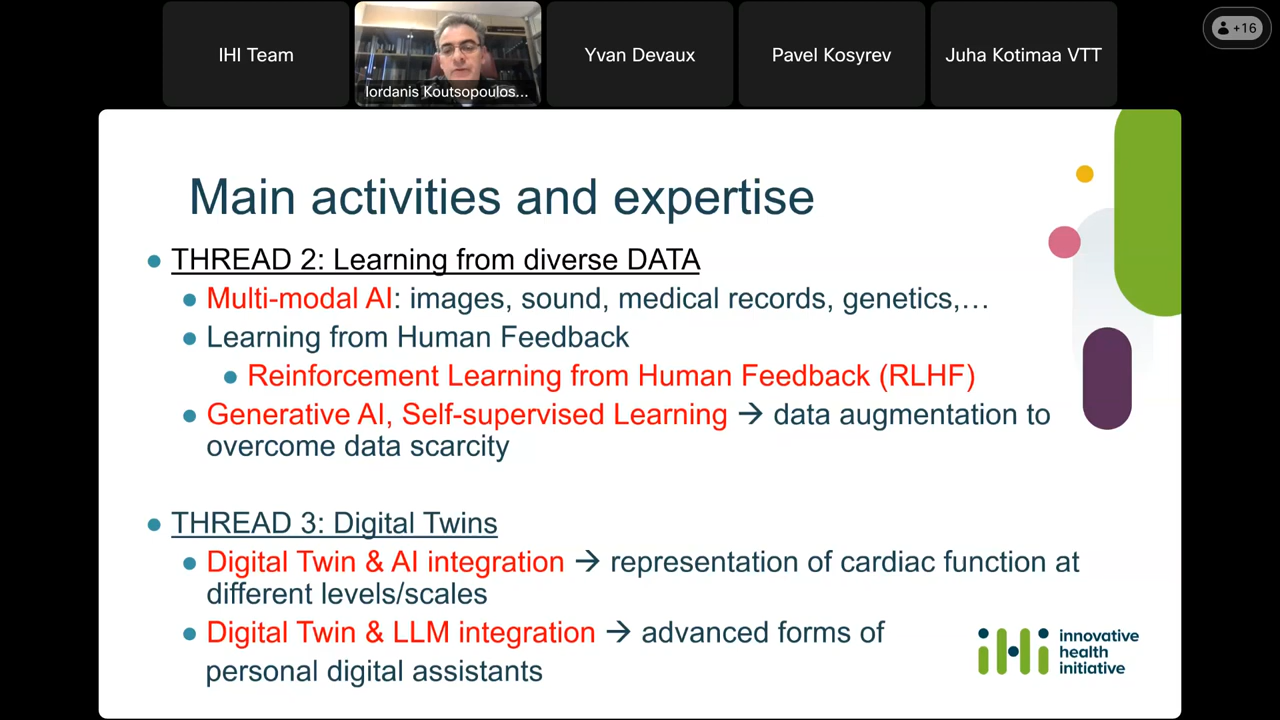 IHI Team
Iordanis Koutsopoulos...
Yvan Devaux
Pavel Kosyrev
Juha Kotimaa VTT
+16
Main activities and expertise
THREAD 2: Learning from diverse DATA
Multi-modal AI: images, sound, medical records, genetics,…
Learning from Human Feedback
Reinforcement Learning from Human Feedback (RLHF)
Generative AI, Self-supervised Learning → data augmentation to
overcome data scarcity
THREAD 3: Digital Twins
Digital Twin & AI integration → representation of cardiac function at
different levels/scales
Digital Twin & LLM integration → advanced forms of
personal digital assistants
iHi
innovative
health
initiative